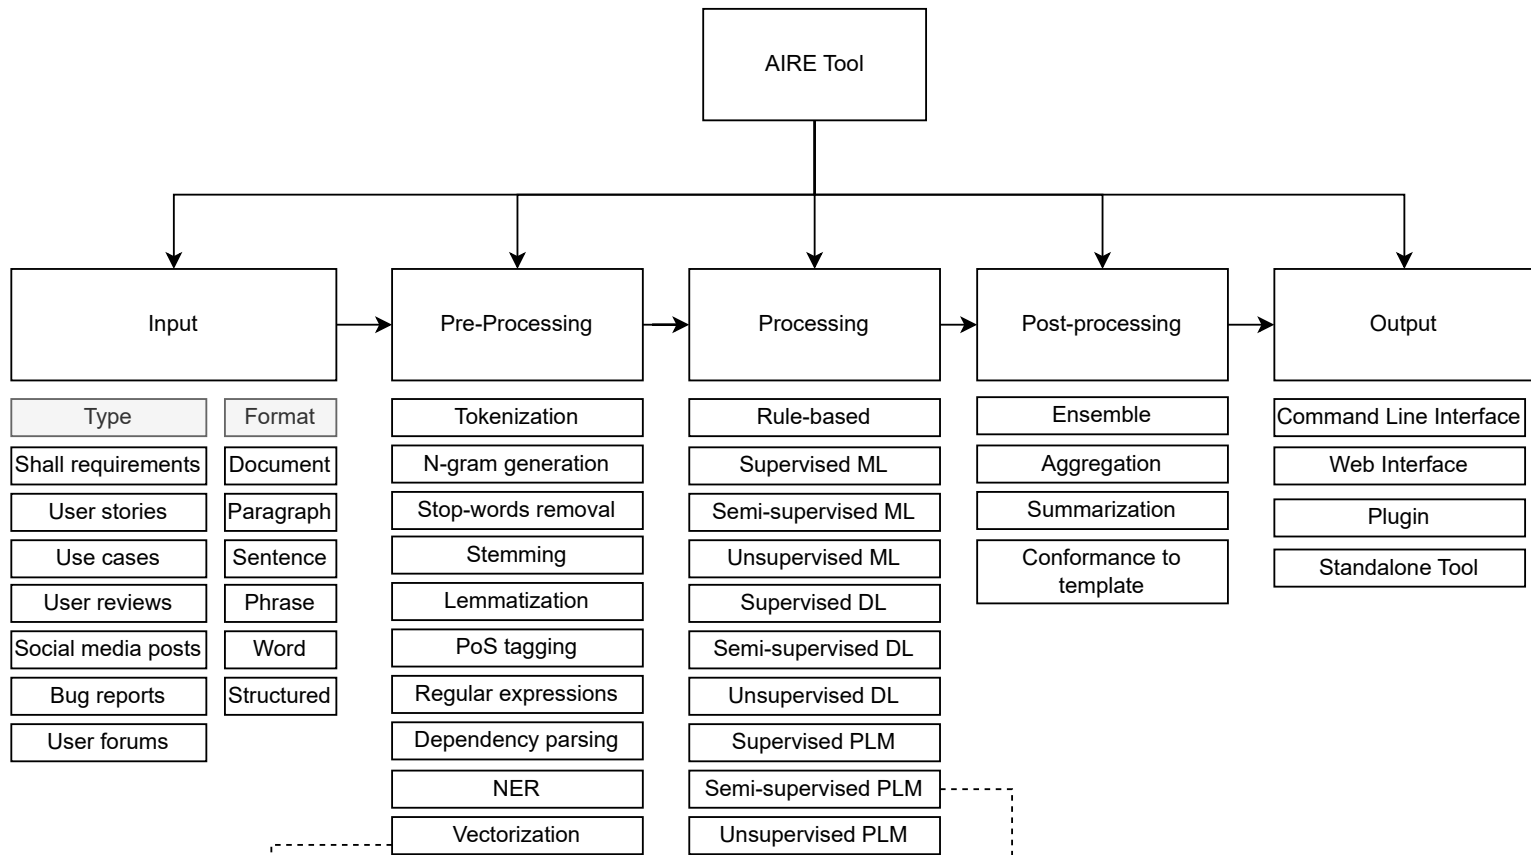 AIRE Tool
Input
Pre-Processing
Processing
Post-processing
Output
Type
Shall requirements
User stories
Use cases
User reviews
Social media posts
Bug reports
User forums
Format
Document
Paragraph
Sentence
Phrase
Word
Structured
Tokenization
N-gram generation
Stop-words removal
Stemming
Lemmatization
PoS tagging
Regular expressions
Dependency parsing
NER
Vectorization
Rule-based
Supervised ML
Semi-supervised ML
Unsupervised ML
Supervised DL
Semi-supervised DL
Unsupervised DL
Supervised PLM
Semi-supervised PLM
Unsupervised PLM
Ensemble
Aggregation
Summarization
Conformance to
template
Command Line Interface
Web Interface
Plugin
Standalone Tool